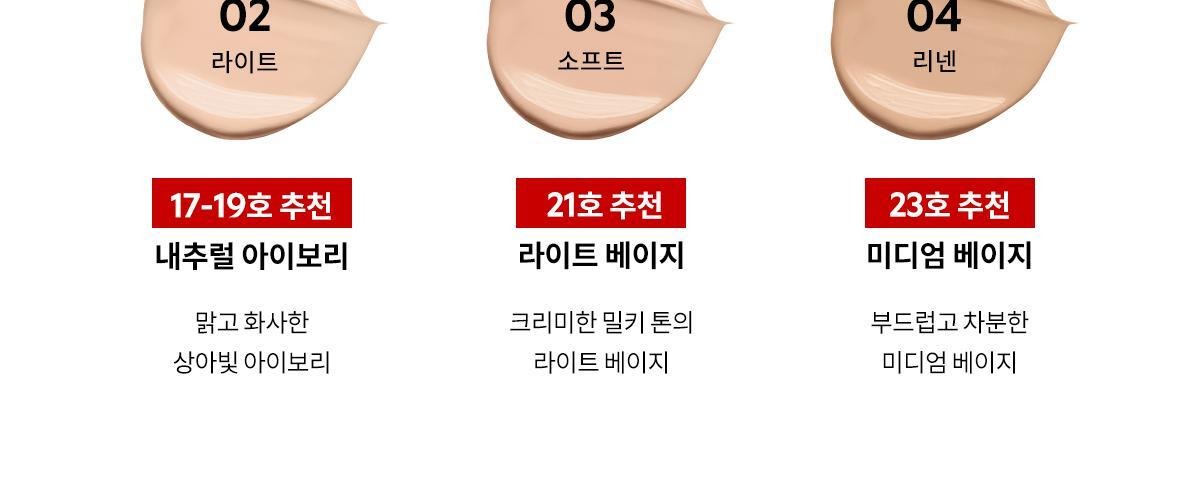 02
라이트
17-19호 추천
내추럴 아이보리
맑고 화사한
상아빛 아이보리
03
소프트
21호 추천
라이트 베이지
크리미한 밀키 톤의
라이트 베이지
04
리넨
23호 추천
미디엄 베이지
부드럽고 차분한
미디엄 베이지